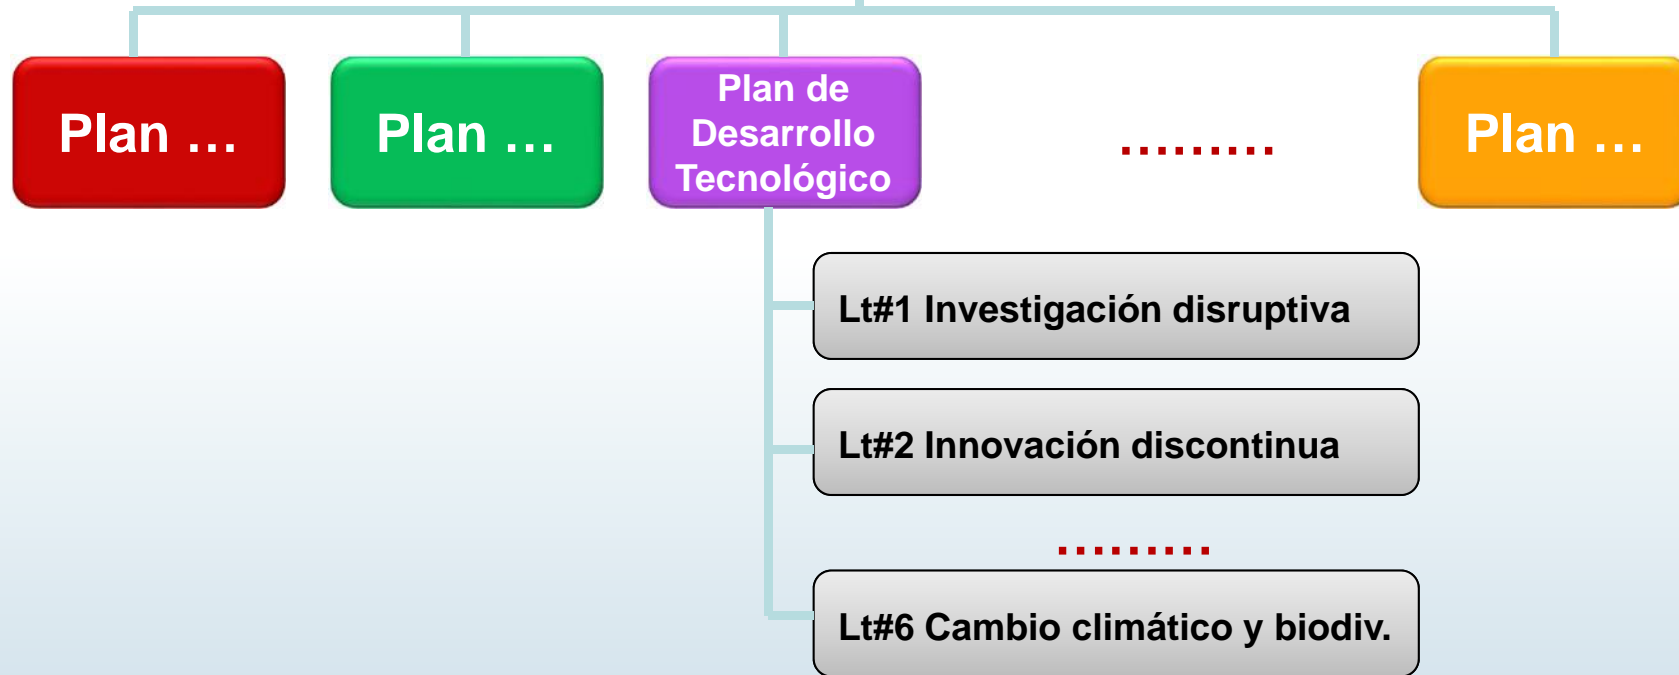 Plan ...
Plan ...
Plan de
Desarrollo
Tecnológico
.........
Plan ...
Lt#1 Investigación disruptiva
Lt#2 Innovación discontinua
.........
Lt#6 Cambio climático y biodiv.